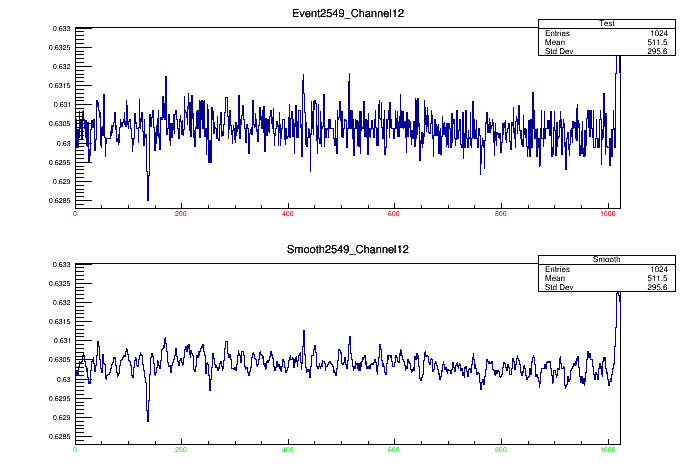 Event2549_Channel12
Test
Entries 1024
Mean 511.5
Std Dev 295.6
0.633
0.6325
0.632
0.6315
0.631
0.6305
0.63
0.6295
0.629
0.6285
0 200 400 600 800 1000
Smooth2549_Channel12
Smooth
Entries 1024
Mean 511.5
Std Dev 295.6
0.633
0.6325
0.632
0.6315
0.631
0.6305
0.63
0.6295
0.629
0.6285
0 200 400 600 800 1000